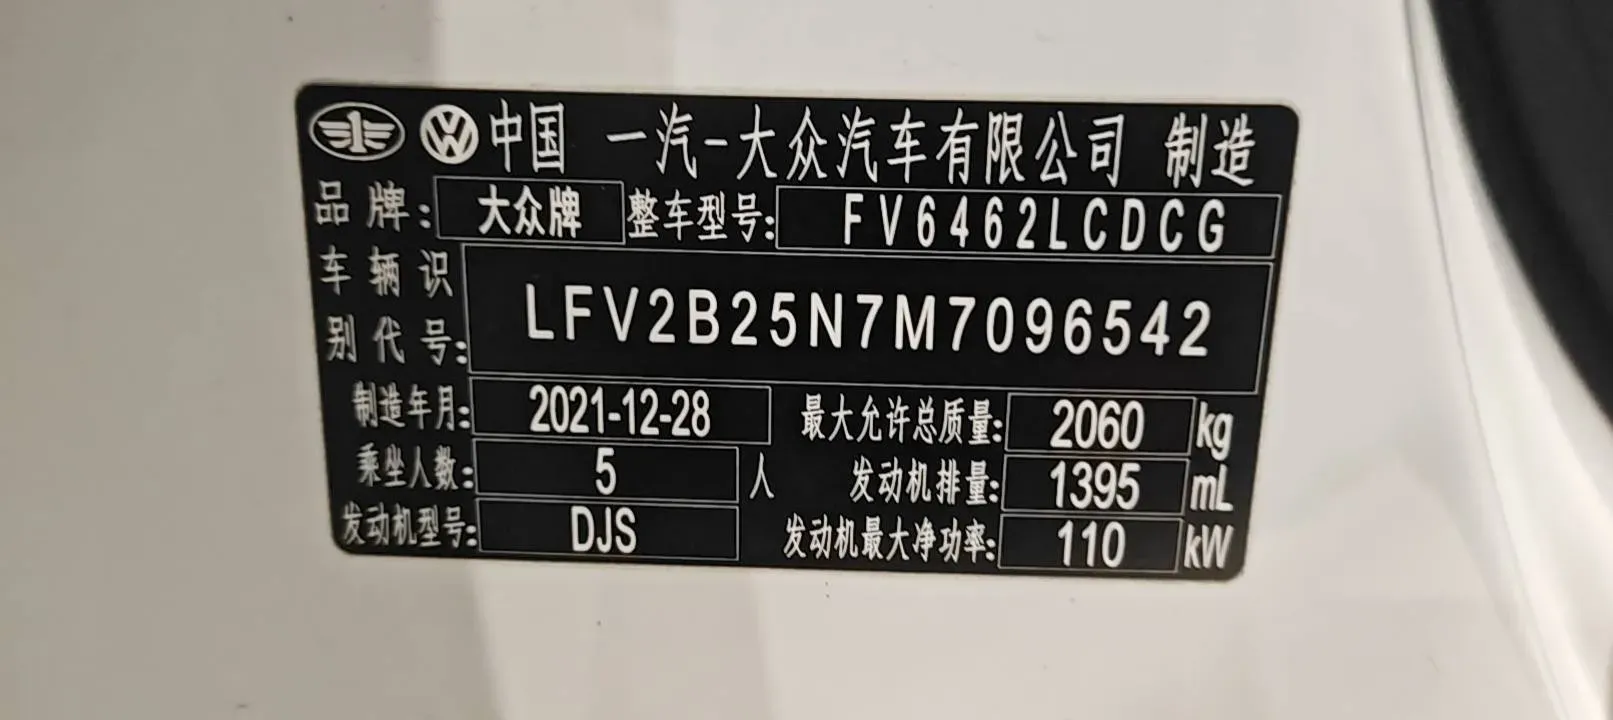 中国 一汽-大众汽车有限公司 制造
品牌: 大众牌 整车型号: FV6462LCDCG
车辆识别代号: LFV2B25N7M7096542
制造年月: 2021-12-28 最大允许总质量: 2060 kg
乘坐人数: 5 人 发动机排量: 1395 mL
发动机型号: DJS 发动机最大净功率: 110 kW